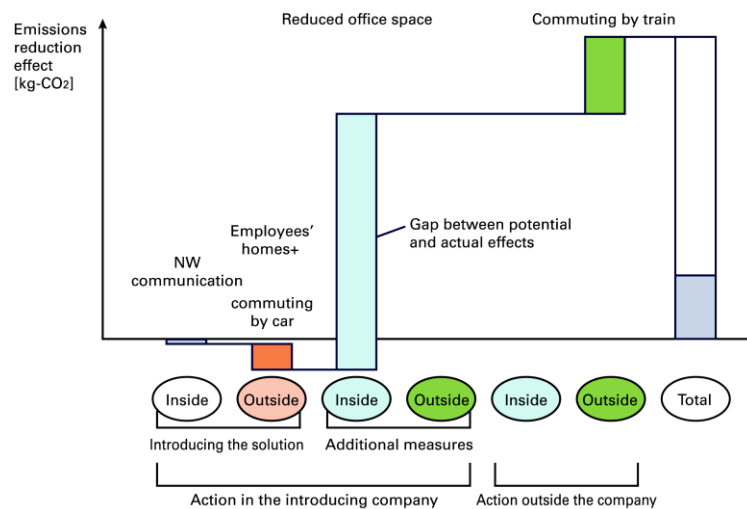 Reduced office space
Commuting by train
Emissions
reduction
effect
[kg-CO₂]
Employees’
homes+
Gap between potential
and actual effects
NW
communication
commuting
by car
Inside
Outside
Inside
Outside
Inside
Outside
Total
Introducing the solution
Additional measures
Action in the introducing company
Action outside the company